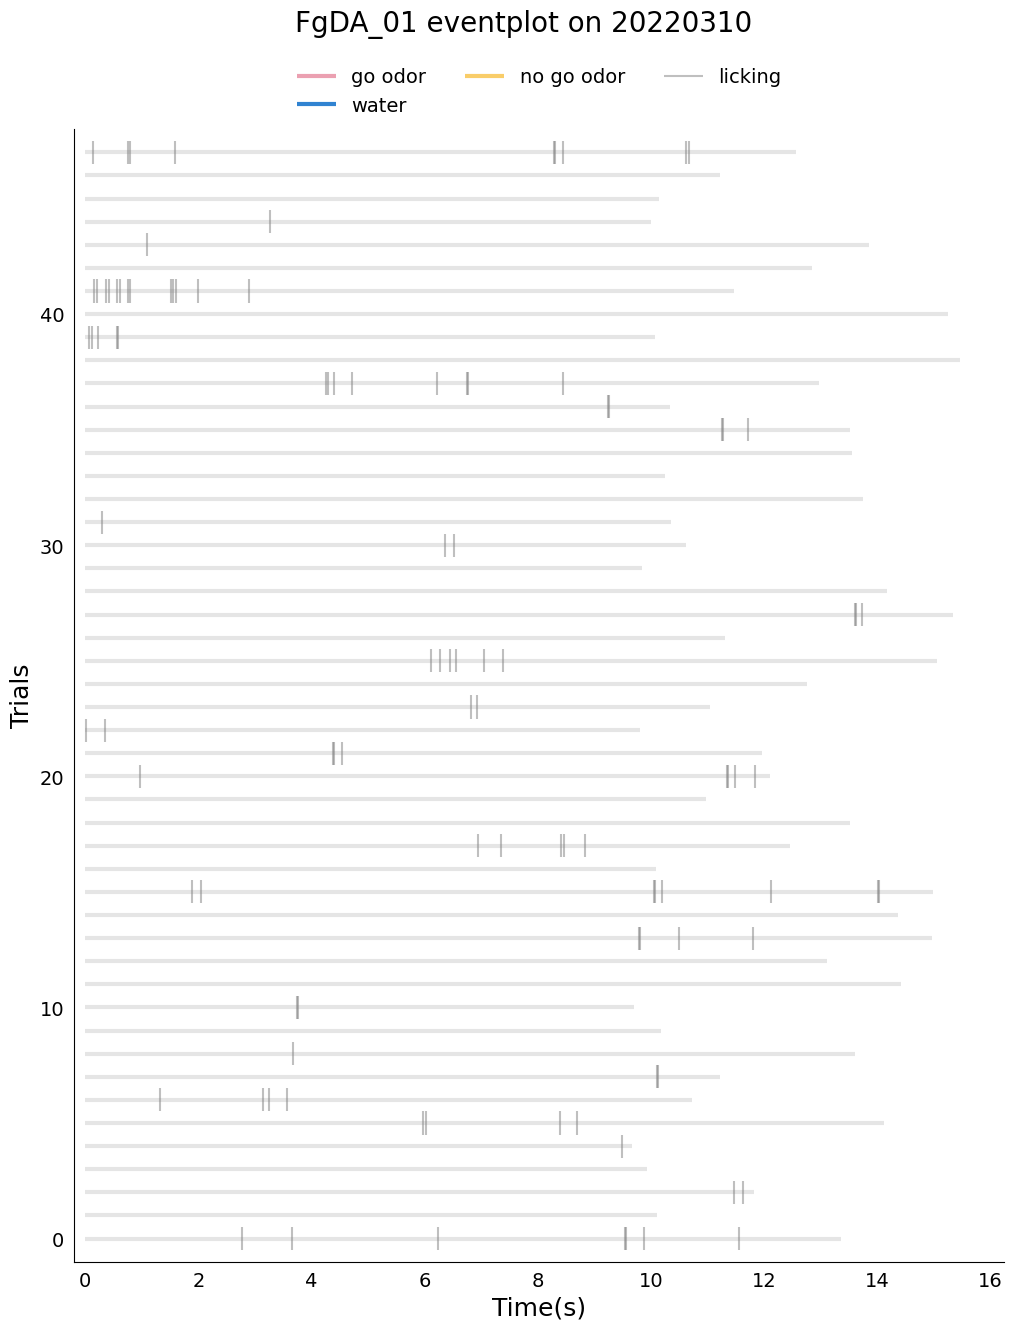 FgDA_01 eventplot on 20220310
go odor no go odor licking
water
40
30
20
10
0
Trials
0 2 4 6 8 10 12 14 16
Time(s)